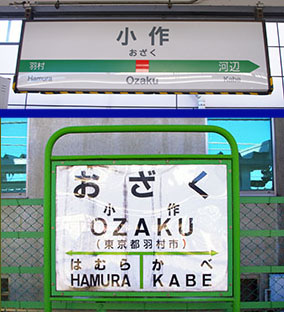 小作
おざく
羽村 河辺
Hamura Ozaku Kabe
おざく
小作
OZAKU
(東京都羽村市)
はむら かべ
HAMURA KABE